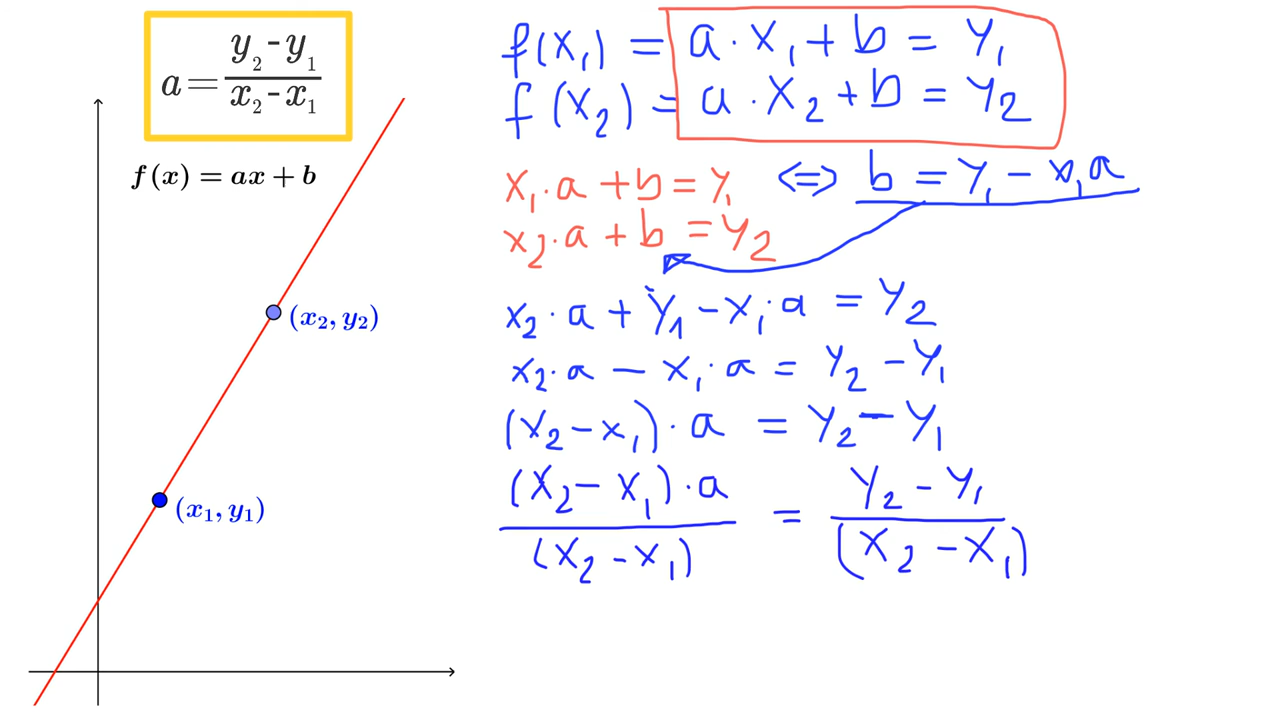 a = (y₂ - y₁) / (x₂ - x₁)
f(x) = ax + b
(x₂, y₂)
(x₁, y₁)
f(x₁) = a · x₁ + b = y₁
f(x₂) = a · x₂ + b = y₂
x₁ · a + b = y₁ ⇔ b = y₁ - x₁a
x₂ · a + b = y₂
x₂ · a + y₁ - x₁ · a = y₂
x₂ · a - x₁ · a = y₂ - y₁
(x₂ - x₁) · a = y₂ - y₁
(x₂ - x₁) · a / (x₂ - x₁) = y₂ - y₁ / (x₂ - x₁)